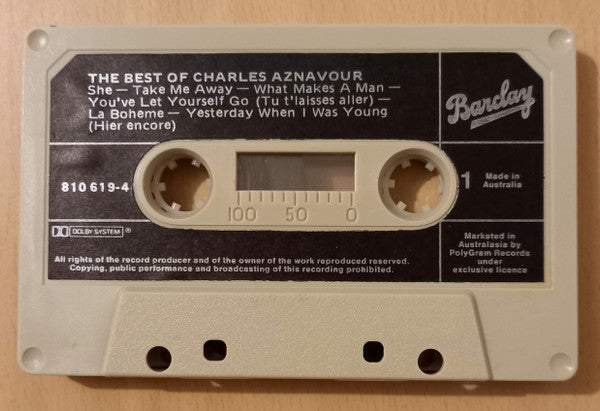 THE BEST OF CHARLES AZNAVOUR
She — Take Me Away — What Makes A Man —
You've Let Yourself Go (Tu t'laisses aller) —
La Boheme — Yesterday When I Was Young
(Hier encore)
Barclay
810 619-4
1
Made in
Australia
100 50 0
DOLBY SYSTEM ®
All rights of the record producer and of the owner of the work reproduced reserved.
Copying, public performance and broadcasting of this recording prohibited.
Marketed in
Australasia by
PolyGram Records
under
exclusive licence